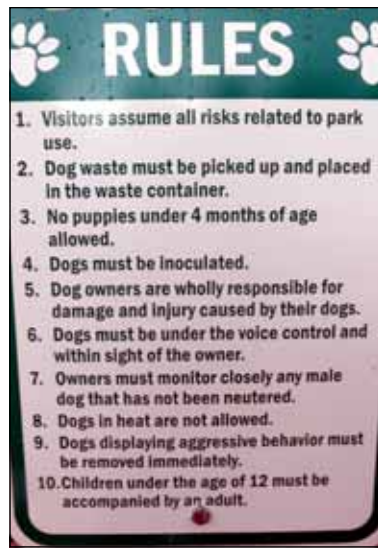 RULES
1. Visitors assume all risks related to park
use.
2. Dog waste must be picked up and placed
in the waste container.
3. No puppies under 4 months of age
allowed.
4. Dogs must be inoculated.
5. Dog owners are wholly responsible for
damage and injury caused by their dogs.
6. Dogs must be under the voice control and
within sight of the owner.
7. Owners must monitor closely any male
dog that has not been neutered.
8. Dogs in heat are not allowed.
9. Dogs displaying aggressive behavior must
be removed immediately.
10.Children under the age of 12 must be
accompanied by an adult.